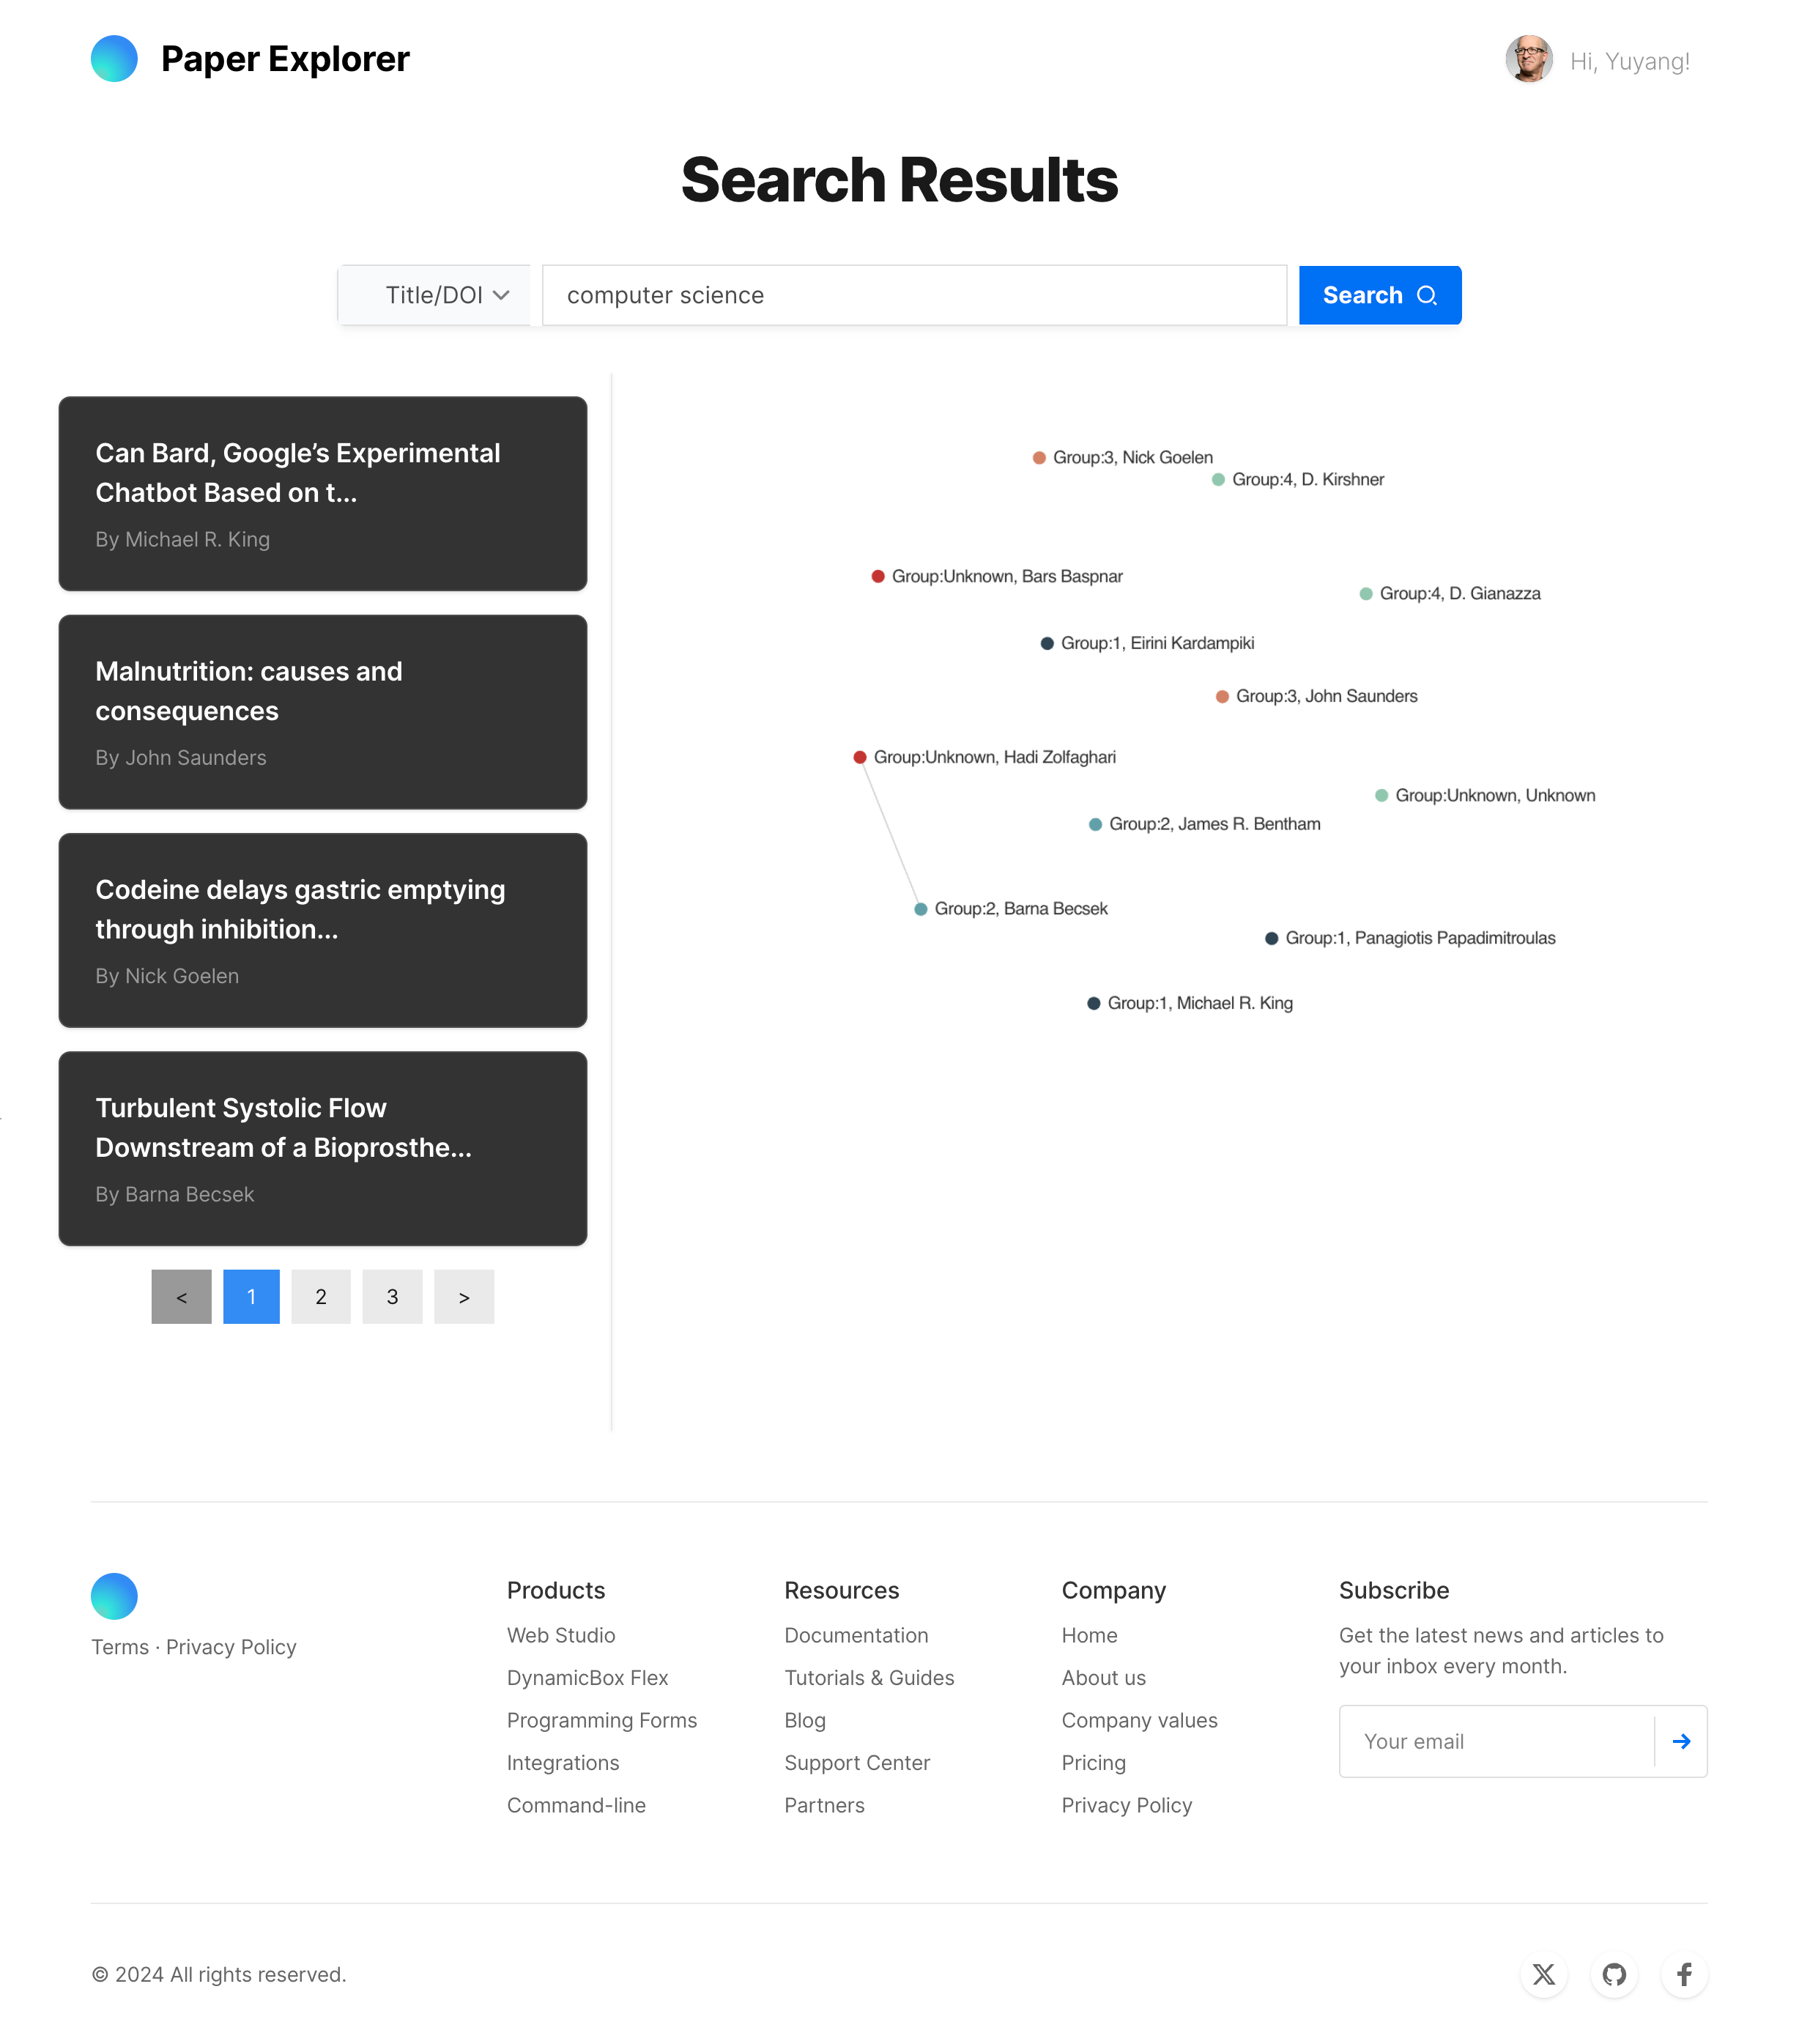 Paper Explorer
Hi, Yuyang!
Search Results
Title/DOI
computer science
Search
Can Bard, Google’s Experimental
Chatbot Based on t...
By Michael R. King
Malnutrition: causes and
consequences
By John Saunders
Codeine delays gastric emptying
through inhibition...
By Nick Goelen
Turbulent Systolic Flow
Downstream of a Bioprosthe...
By Barna Becsek
< 1 2 3 >
Group:3, Nick Goelen
Group:4, D. Kirshner
Group:Unknown, Bars Baspnar
Group:4, D. Gianazza
Group:1, Eirini Kardampiki
Group:3, John Saunders
Group:Unknown, Hadi Zolfaghari
Group:Unknown, Unknown
Group:2, James R. Bentham
Group:2, Barna Becsek
Group:1, Panagiotis Papadimitroulas
Group:1, Michael R. King
Terms · Privacy Policy
Products
Web Studio
DynamicBox Flex
Programming Forms
Integrations
Command-line
Resources
Documentation
Tutorials & Guides
Blog
Support Center
Partners
Company
Home
About us
Company values
Pricing
Privacy Policy
Subscribe
Get the latest news and articles to
your inbox every month.
Your email
© 2024 All rights reserved.